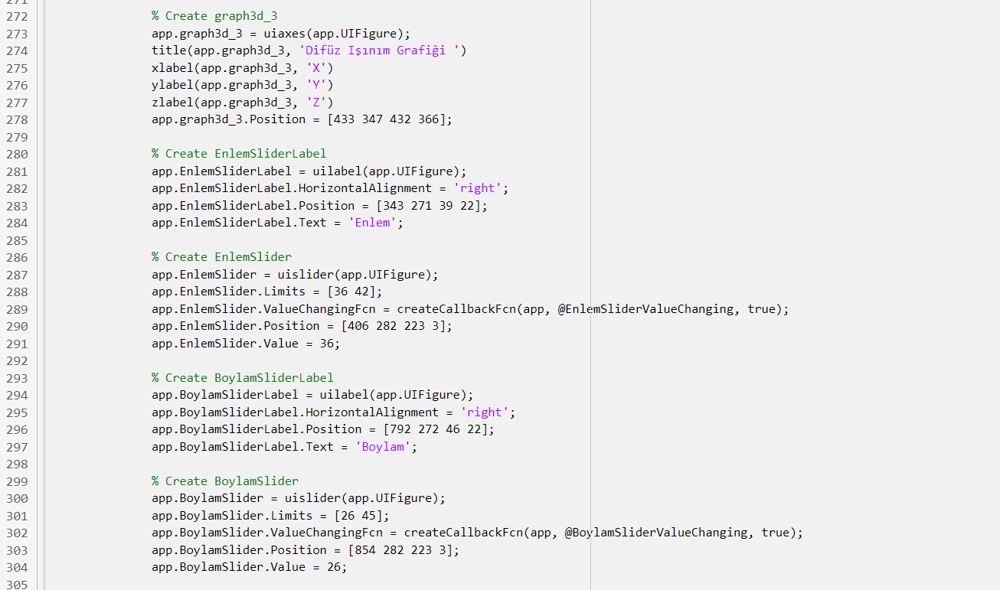 271
272 % Create graph3d_3
273 app.graph3d_3 = uiaxes(app.UIFigure);
274 title(app.graph3d_3, 'Difüz Işınım Grafiği ')
275 xlabel(app.graph3d_3, 'X')
276 ylabel(app.graph3d_3, 'Y')
277 zlabel(app.graph3d_3, 'Z')
278 app.graph3d_3.Position = [433 347 432 366];
279
280 % Create EnlemSliderLabel
281 app.EnlemSliderLabel = uilabel(app.UIFigure);
282 app.EnlemSliderLabel.HorizontalAlignment = 'right';
283 app.EnlemSliderLabel.Position = [343 271 39 22];
284 app.EnlemSliderLabel.Text = 'Enlem';
285
286 % Create EnlemSlider
287 app.EnlemSlider = uislider(app.UIFigure);
288 app.EnlemSlider.Limits = [36 42];
289 app.EnlemSlider.ValueChangingFcn = createCallbackFcn(app, @EnlemSliderValueChanging, true);
290 app.EnlemSlider.Position = [406 282 223 3];
291 app.EnlemSlider.Value = 36;
292
293 % Create BoylamSliderLabel
294 app.BoylamSliderLabel = uilabel(app.UIFigure);
295 app.BoylamSliderLabel.HorizontalAlignment = 'right';
296 app.BoylamSliderLabel.Position = [792 272 46 22];
297 app.BoylamSliderLabel.Text = 'Boylam';
298
299 % Create BoylamSlider
300 app.BoylamSlider = uislider(app.UIFigure);
301 app.BoylamSlider.Limits = [26 45];
302 app.BoylamSlider.ValueChangingFcn = createCallbackFcn(app, @BoylamSliderValueChanging, true);
303 app.BoylamSlider.Position = [854 282 223 3];
304 app.BoylamSlider.Value = 26;
305